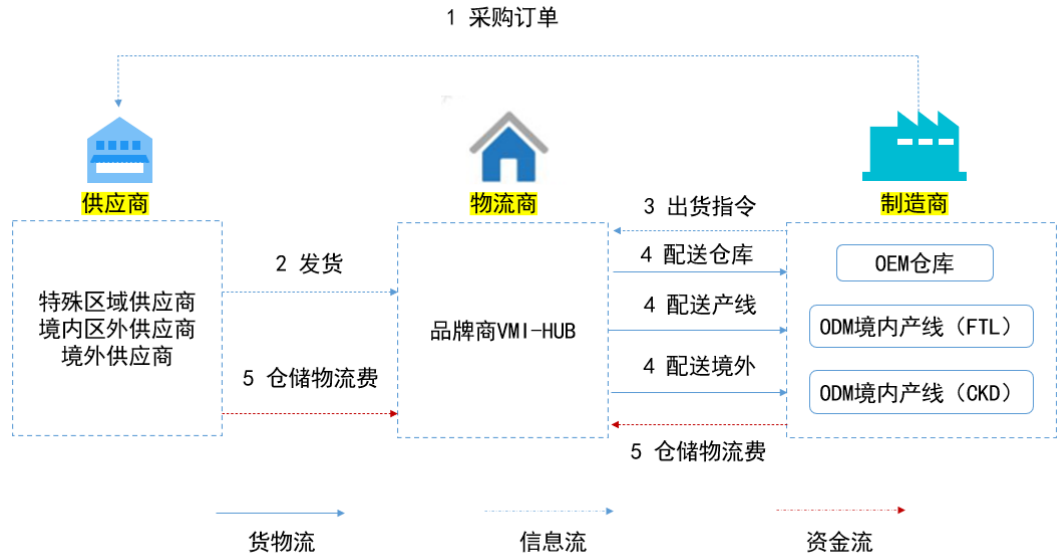 1 采购订单
供应商
物流商
制造商
3 出货指令
2 发货
4 配送仓库
OEM仓库
特殊区域供应商
境内区外供应商
境外供应商
品牌商VMI-HUB
4 配送产线
ODM境内产线（FTL）
5 仓储物流费
4 配送境外
ODM境内产线（CKD）
5 仓储物流费
货物流
信息流
资金流